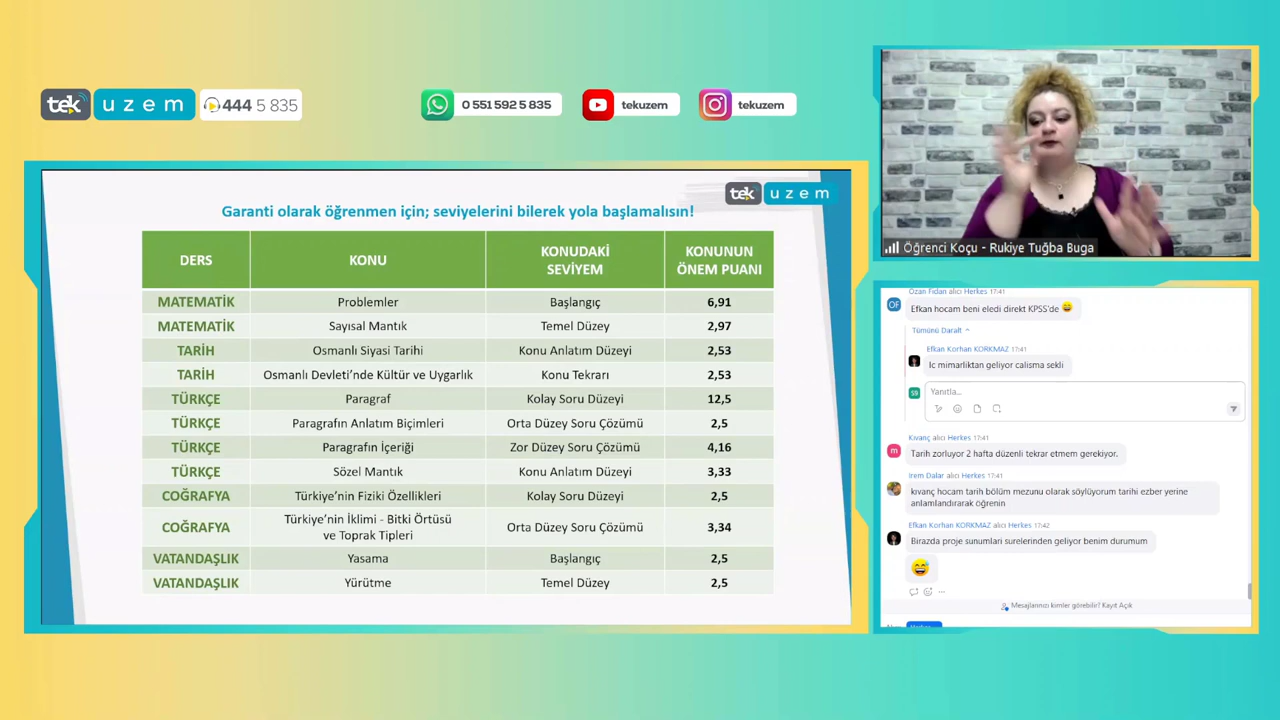 tek uzem 444 5 835
0 551 592 5 835
tekuzem
tekuzem
tek uzem
Garanti olarak öğrenmen için; seviyelerini bilerek yola başlamalısın!
DERS KONU KONUDAKİ SEVİYEM KONUNUN ÖNEM PUANI
MATEMATİK Problemler Başlangıç 6,91
MATEMATİK Sayısal Mantık Temel Düzey 2,97
TARİH Osmanlı Siyasi Tarihi Konu Anlatım Düzeyi 2,53
TARİH Osmanlı Devleti'nde Kültür ve Uygarlık Konu Tekrarı 2,53
TÜRKÇE Paragraf Kolay Soru Düzeyi 12,5
TÜRKÇE Paragrafın Anlatım Biçimleri Orta Düzey Soru Çözümü 2,5
TÜRKÇE Paragrafın İçeriği Zor Düzey Soru Çözümü 4,16
TÜRKÇE Sözel Mantık Konu Anlatım Düzeyi 3,33
COĞRAFYA Türkiye'nin Fiziki Özellikleri Kolay Soru Düzeyi 2,5
COĞRAFYA Türkiye'nin İklimi - Bitki Örtüsü ve Toprak Tipleri Orta Düzey Soru Çözümü 3,34
VATANDAŞLIK Yasama Başlangıç 2,5
VATANDAŞLIK Yürütme Temel Düzey 2,5
Öğrenci Koçu - Rukiye Tuğba Buga
Ozan Fidan alıcı Herkes 17:41
OF
Efkan hocam beni eledi direkt KPSS'de
Tümünü Daralt
Efkan Korhan KORKMAZ 17:41
Ic mimarliktan geliyor calisma sekli
Yanıtla...
Kıvanç alıcı Herkes 17:41
m
Tarih zorluyor 2 hafta düzenli tekrar etmem gerekiyor.
irem Dalar alıcı Herkes 17:41
kıvanç hocam tarih bölüm mezunu olarak söylüyorum tarihi ezber yerine
anlamlandırarak öğrenin
Efkan Korhan KORKMAZ alıcı Herkes 17:42
Birazda proje sunumlari surelerinden geliyor benim durumum
Mesajlarınızı kimler görebilir? Kayıt Açık